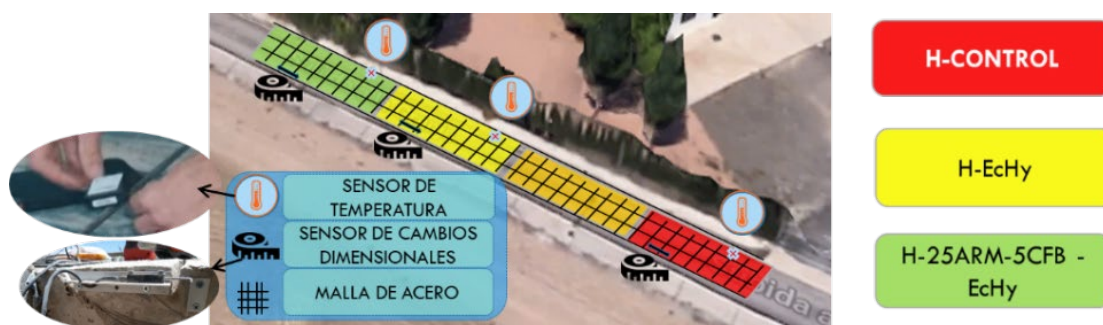 SENSOR DE
TEMPERATURA
SENSOR DE CAMBIOS
DIMENSIONALES
MALLA DE ACERO
H-CONTROL
H-EcHy
H-25ARM-5CFB -
EcHy